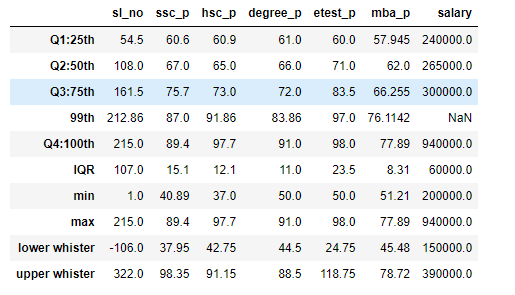 sl_no ssc_p hsc_p degree_p etest_p mba_p salary
Q1:25th 54.5 60.6 60.9 61.0 60.0 57.945 240000.0
Q2:50th 108.0 67.0 65.0 66.0 71.0 62.0 265000.0
Q3:75th 161.5 75.7 73.0 72.0 83.5 66.255 300000.0
99th 212.86 87.0 91.86 83.86 97.0 76.1142 NaN
Q4:100th 215.0 89.4 97.7 91.0 98.0 77.89 940000.0
IQR 107.0 15.1 12.1 11.0 23.5 8.31 60000.0
min 1.0 40.89 37.0 50.0 50.0 51.21 200000.0
max 215.0 89.4 97.7 91.0 98.0 77.89 940000.0
lower whister -106.0 37.95 42.75 44.5 24.75 45.48 150000.0
upper whister 322.0 98.35 91.15 88.5 118.75 78.72 390000.0